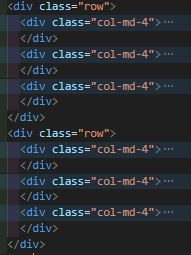 <div class="row">
<div class="col-md-4">···
</div>
<div class="col-md-4">···
</div>
<div class="col-md-4">···
</div>
</div>
<div class="row">
<div class="col-md-4">···
</div>
<div class="col-md-4">···
</div>
<div class="col-md-4">···
</div>
</div>